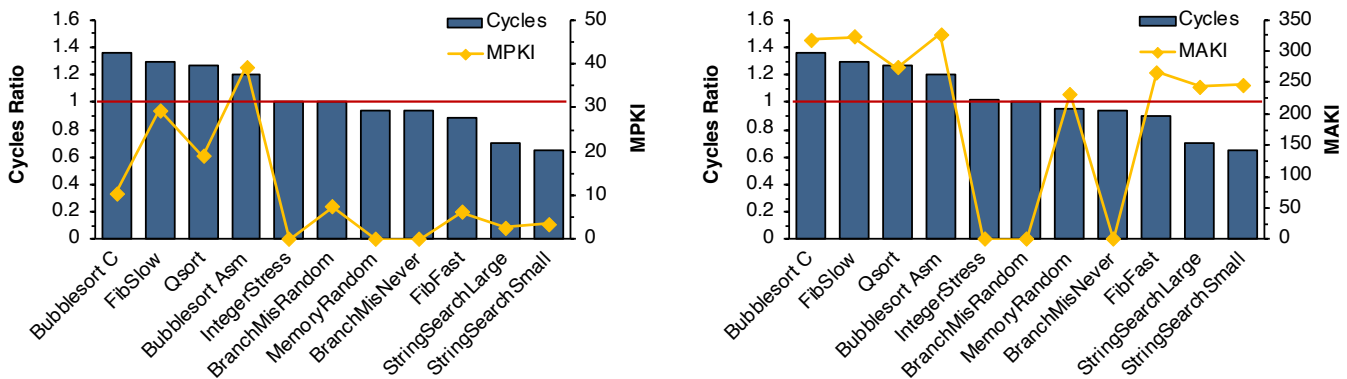 Cycles Ratio
1.6
1.4
1.2
1
0.8
0.6
0.4
0.2
0
Cycles
MPKI
50
40
30
20
10
0
MPKI
Bubblesort C
FibSlow
Qsort
Bubblesort Asm
IntegerStress
BranchMisRandom
MemoryRandom
BranchMisNever
FibFast
StringSearchLarge
StringSearchSmall
Cycles Ratio
1.6
1.4
1.2
1
0.8
0.6
0.4
0.2
0
Cycles
MAKI
350
300
250
200
150
100
50
0
MAKI
Bubblesort C
FibSlow
Qsort
Bubblesort Asm
IntegerStress
BranchMisRandom
MemoryRandom
BranchMisNever
FibFast
StringSearchLarge
StringSearchSmall